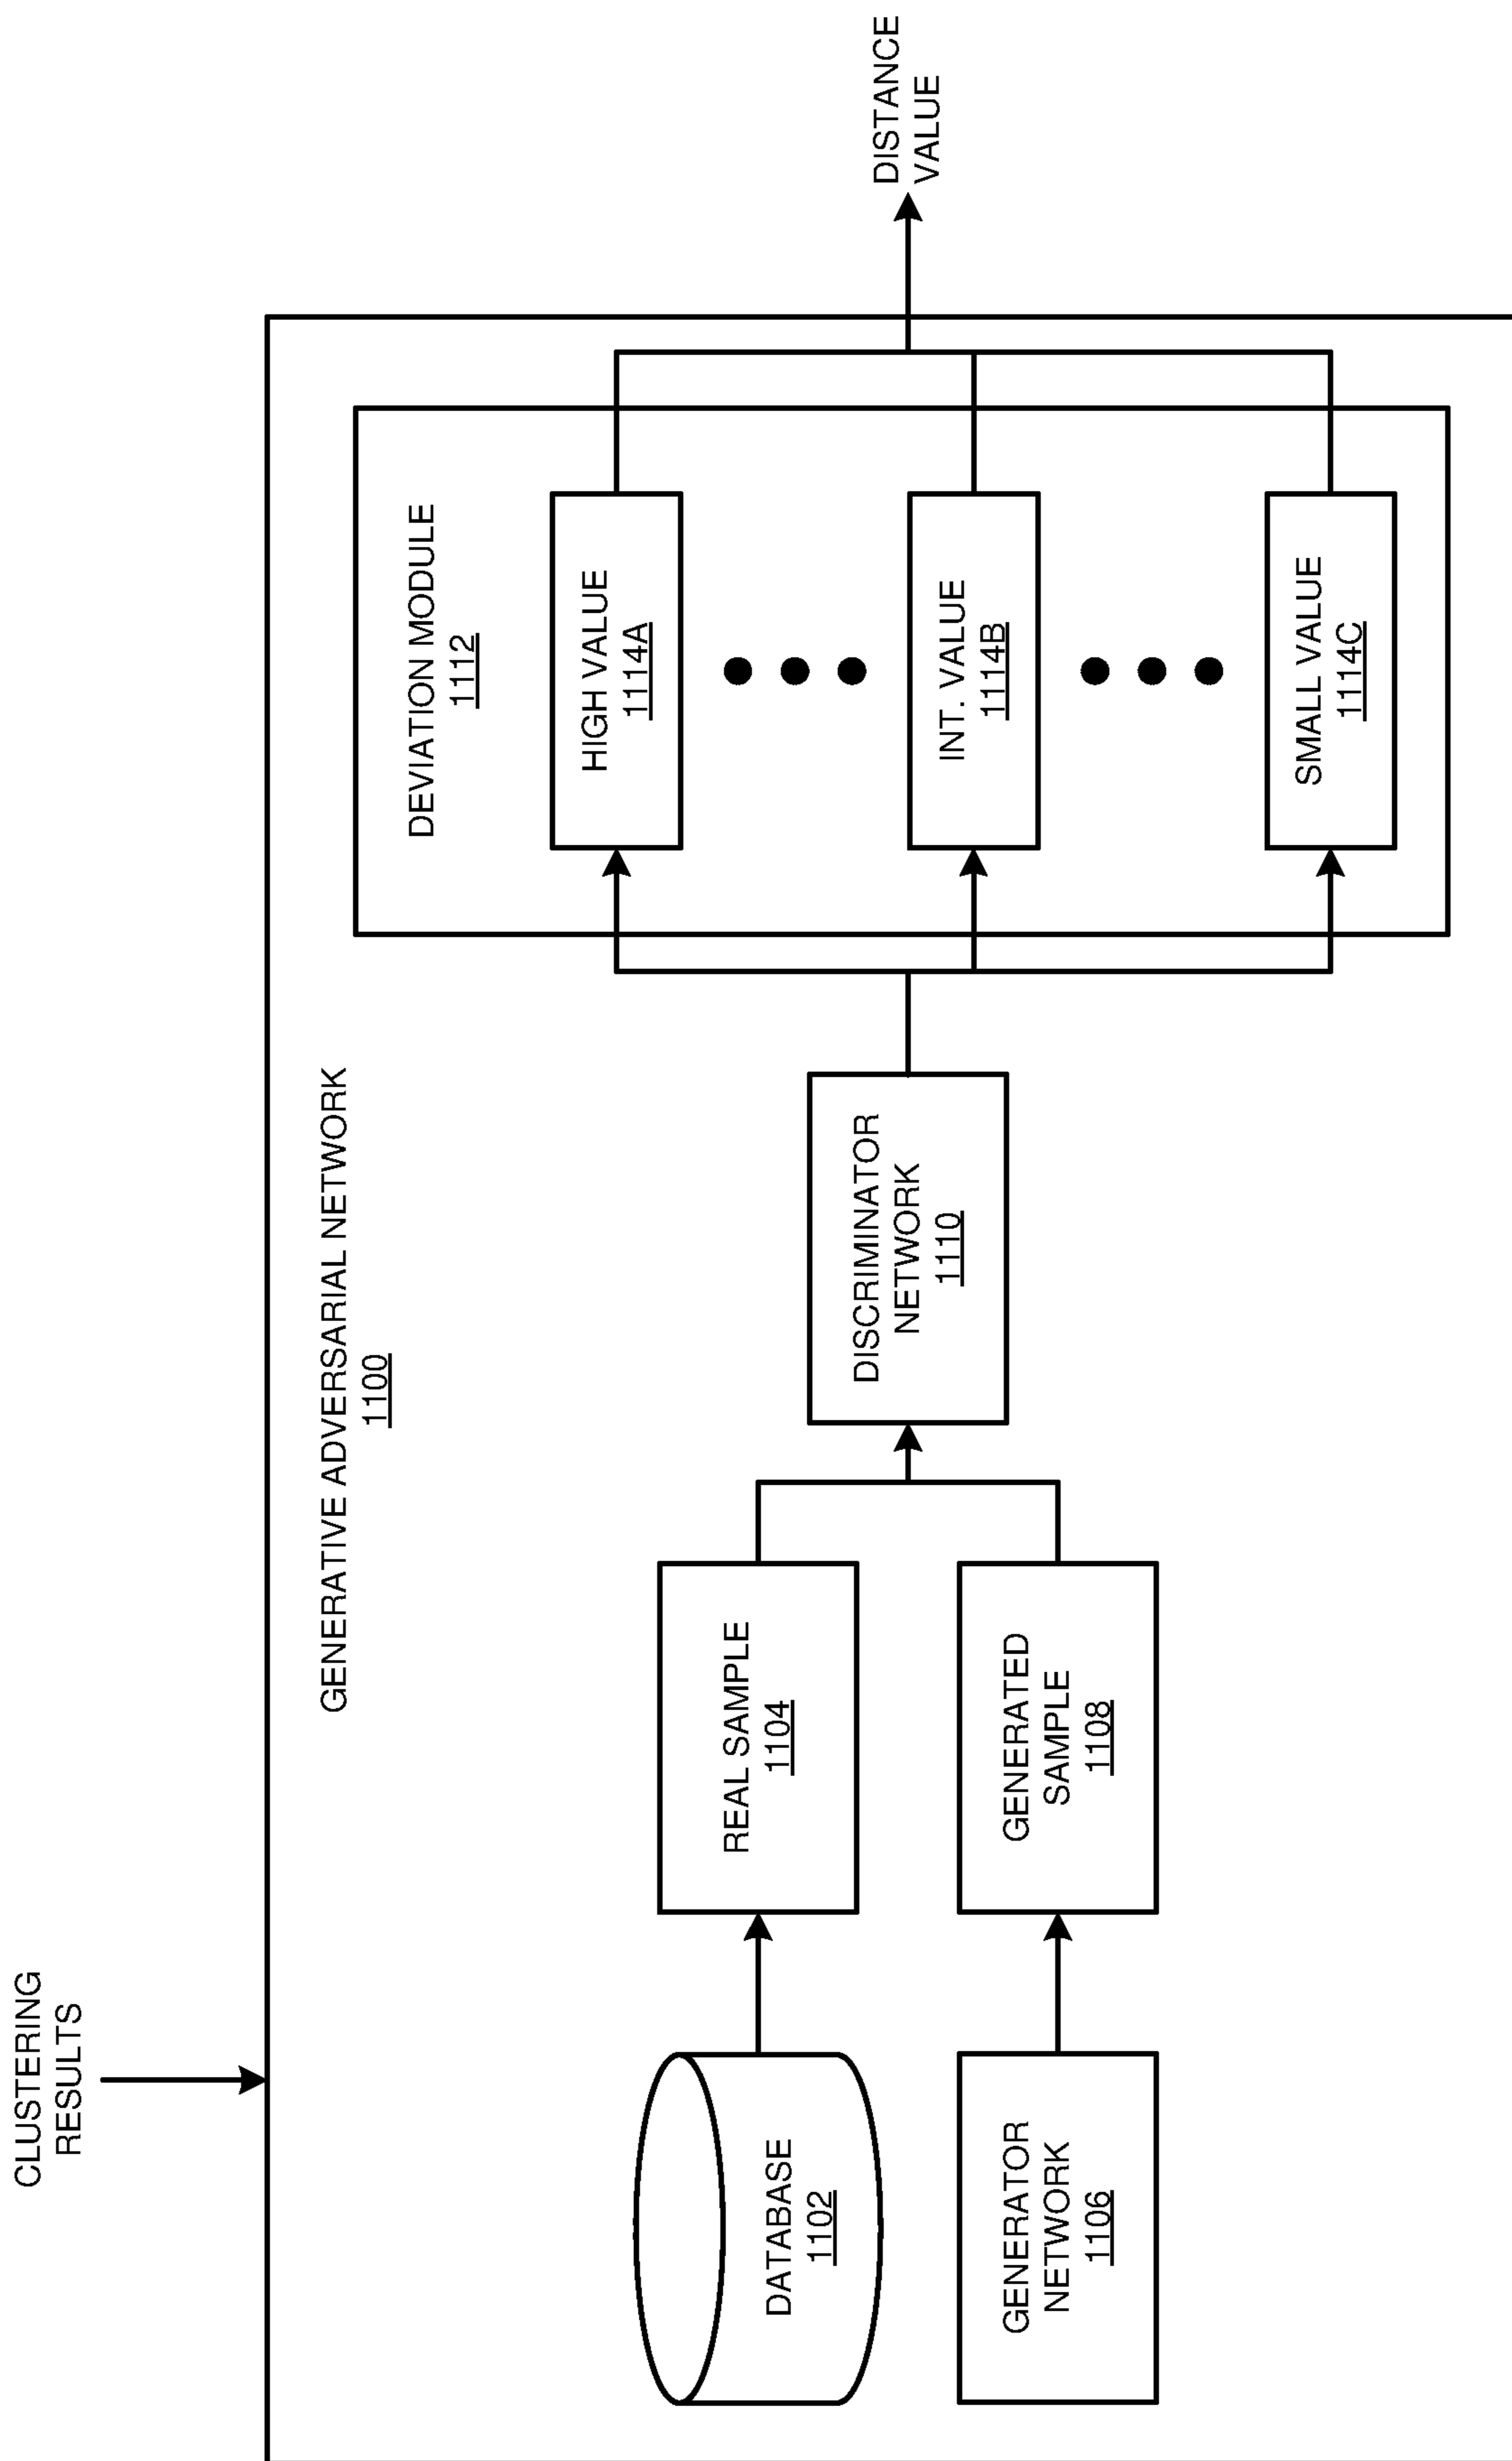 CLUSTERING
RESULTS
GENERATIVE ADVERSARIAL NETWORK
1100
DATABASE
1102
REAL SAMPLE
1104
GENERATOR
NETWORK
1106
GENERATED
SAMPLE
1108
DISCRIMINATOR
NETWORK
1110
DEVIATION MODULE
1112
HIGH VALUE
1114A
INT. VALUE
1114B
SMALL VALUE
1114C
DISTANCE
VALUE